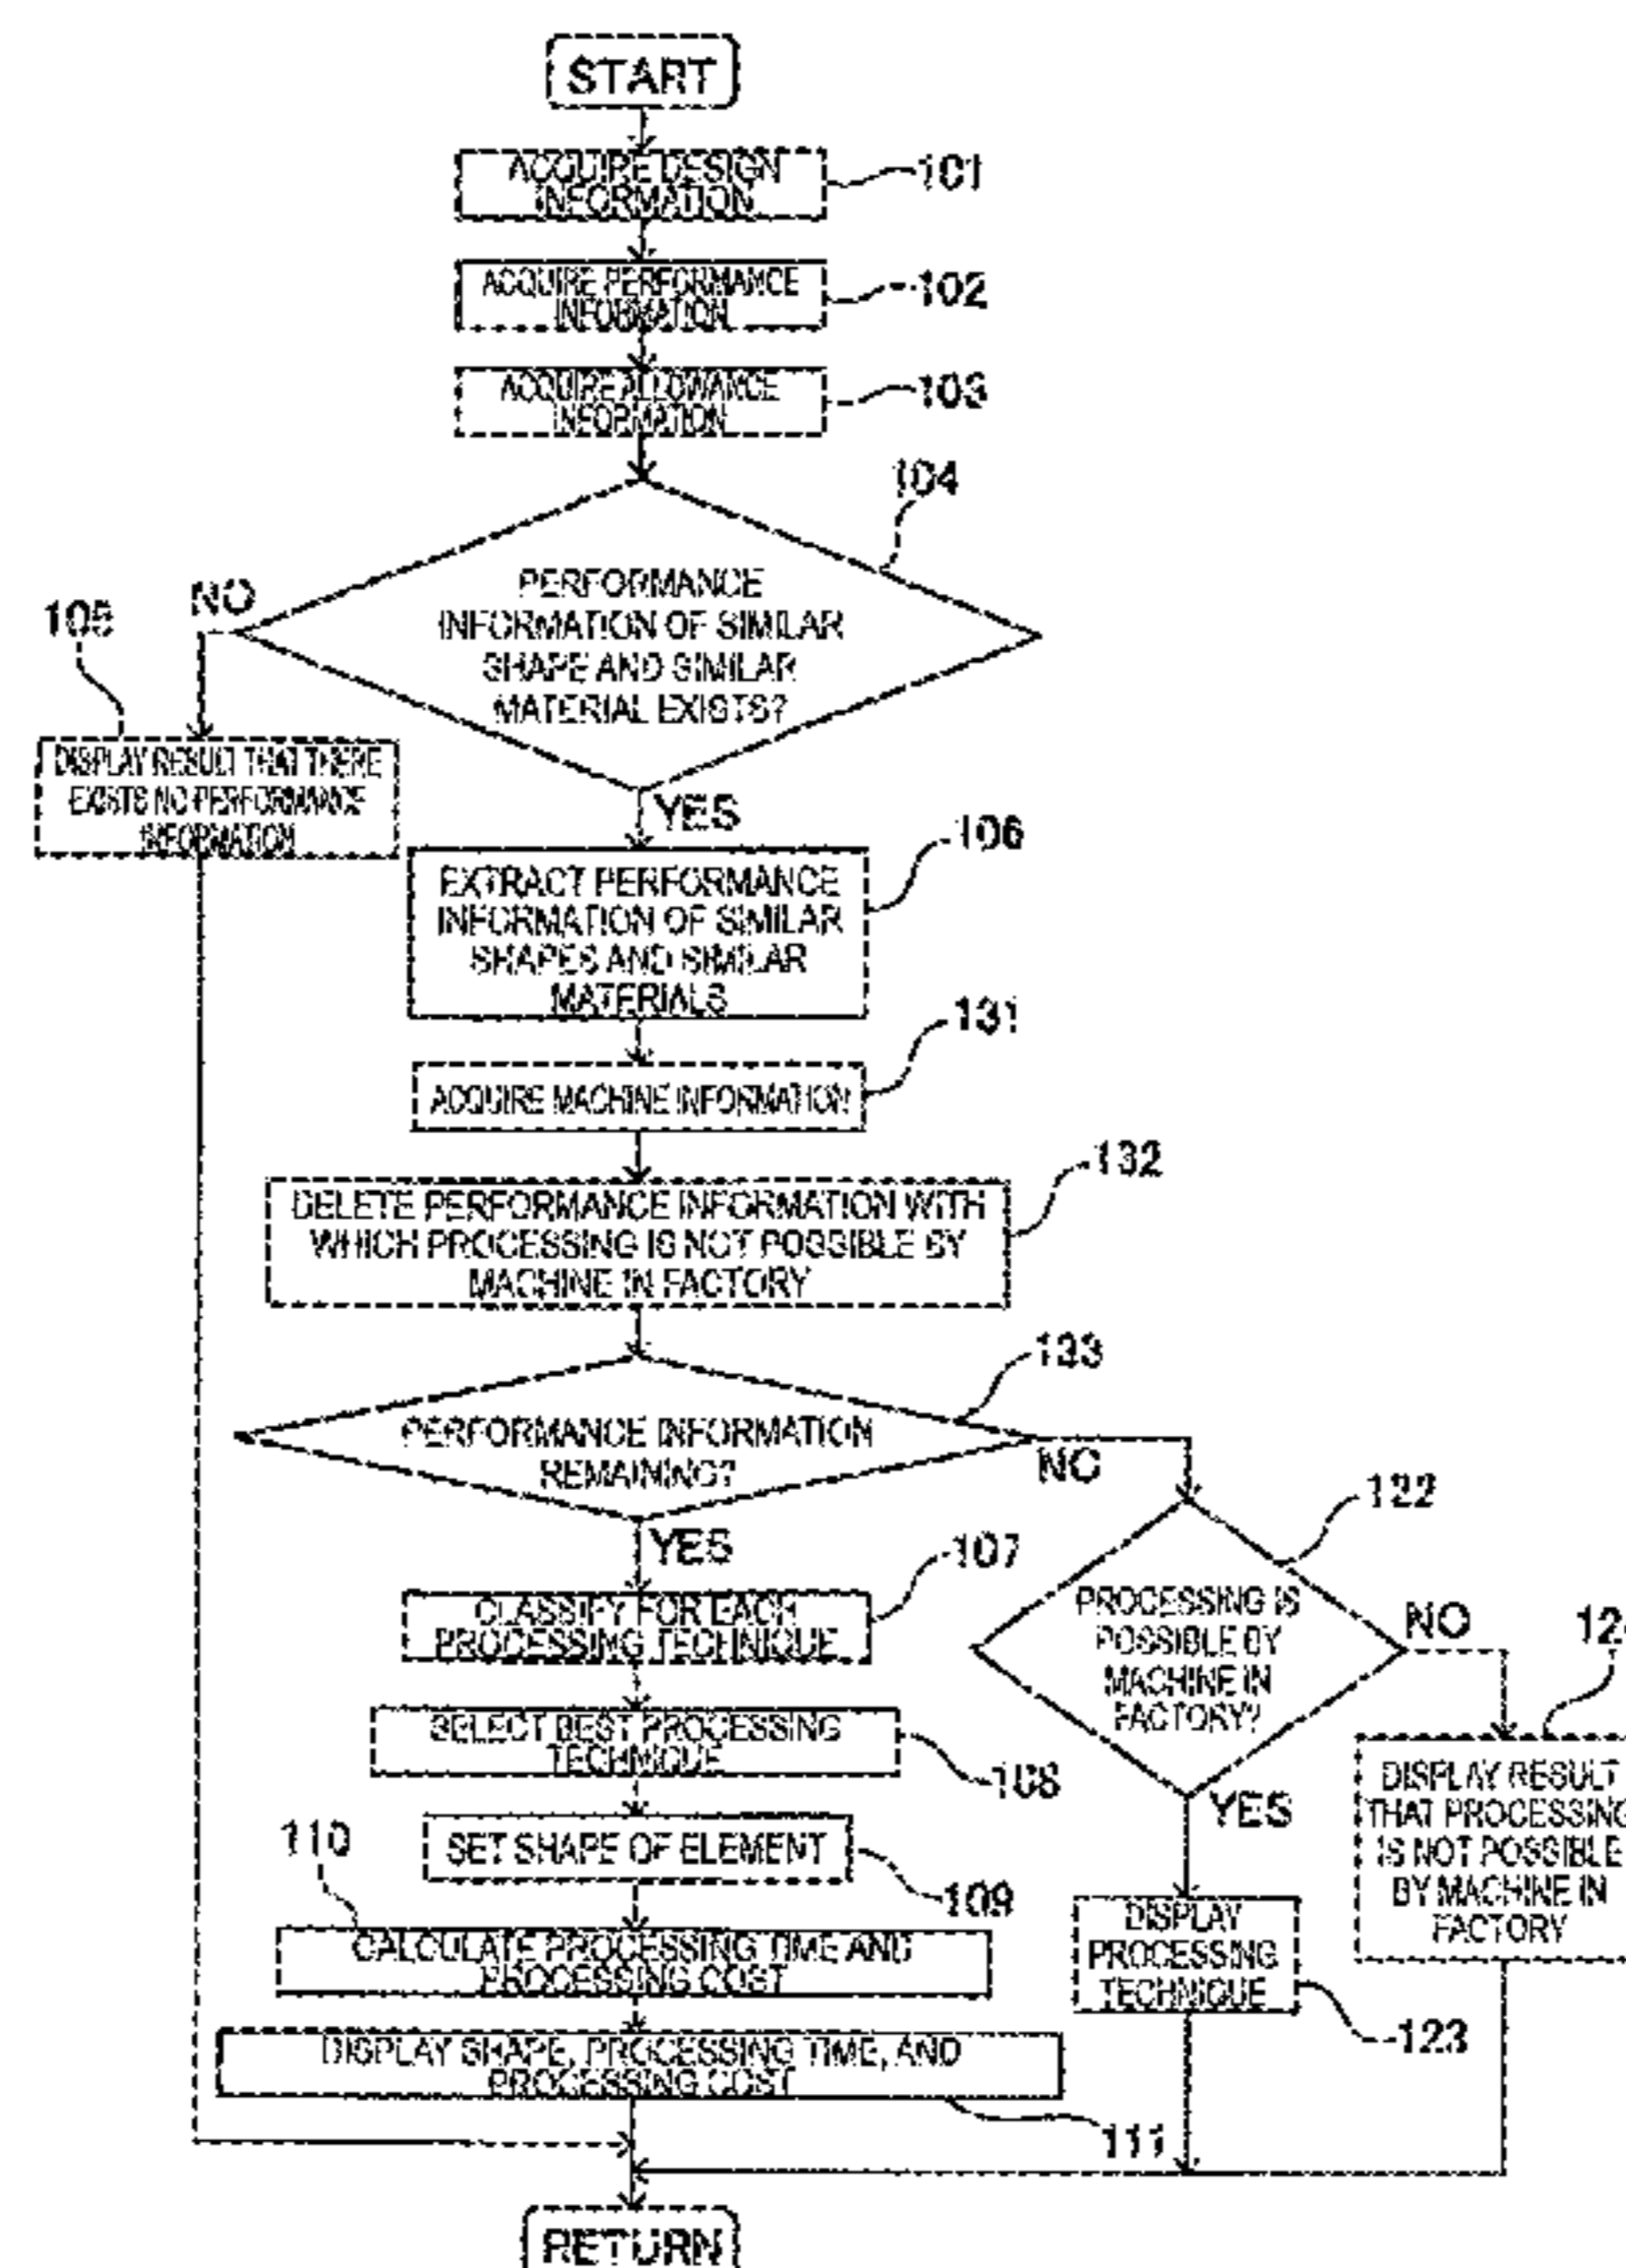 START
ACQUIRE DESIGN
INFORMATION
101
ACQUIRE PERFORMANCE
INFORMATION
102
ACQUIRE ALLOWANCE
INFORMATION
103
104
PERFORMANCE
INFORMATION OF SIMILAR
SHAPE AND SIMILAR
MATERIAL EXISTS?
NO
105
DISPLAY RESULT THAT THERE
EXISTS NO PERFORMANCE
INFORMATION
YES
106
EXTRACT PERFORMANCE
INFORMATION OF SIMILAR
SHAPES AND SIMILAR
MATERIALS
131
ACQUIRE MACHINE INFORMATION
132
DELETE PERFORMANCE INFORMATION WITH
WHICH PROCESSING IS NOT POSSIBLE BY
MACHINE IN FACTORY
133
PERFORMANCE INFORMATION
REMAINING?
NO
YES
122
PROCESSING IS
POSSIBLE BY
MACHINE IN
FACTORY?
NO
YES
107
CLASSIFY FOR EACH
PROCESSING TECHNIQUE
SELECT BEST PROCESSING
TECHNIQUE
108
SET SHAPE OF ELEMENT
109
110
CALCULATE PROCESSING TIME AND
PROCESSING COST
DISPLAY SHAPE, PROCESSING TIME, AND
PROCESSING COST
111
DISPLAY
PROCESSING
TECHNIQUE
123
DISPLAY RESULT
THAT PROCESSING
IS NOT POSSIBLE
BY MACHINE IN
FACTORY
RETURN